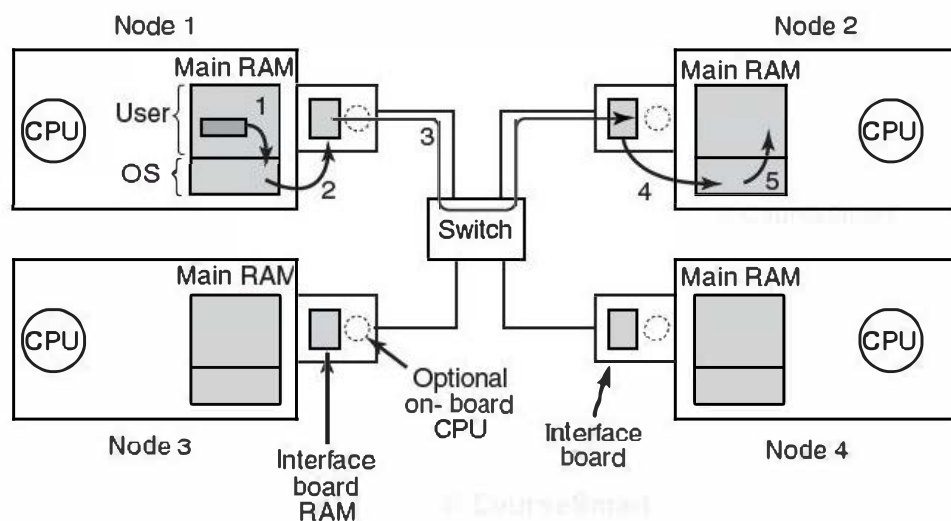 Node 1
Node 2
Main RAM
Main RAM
User
1
CPU
3
CPU
OS
2
4
5
Switch
Main RAM
Main RAM
CPU
CPU
Optional
on- board
CPU
Node 3
Interface
board
RAM
Interface
board
Node 4